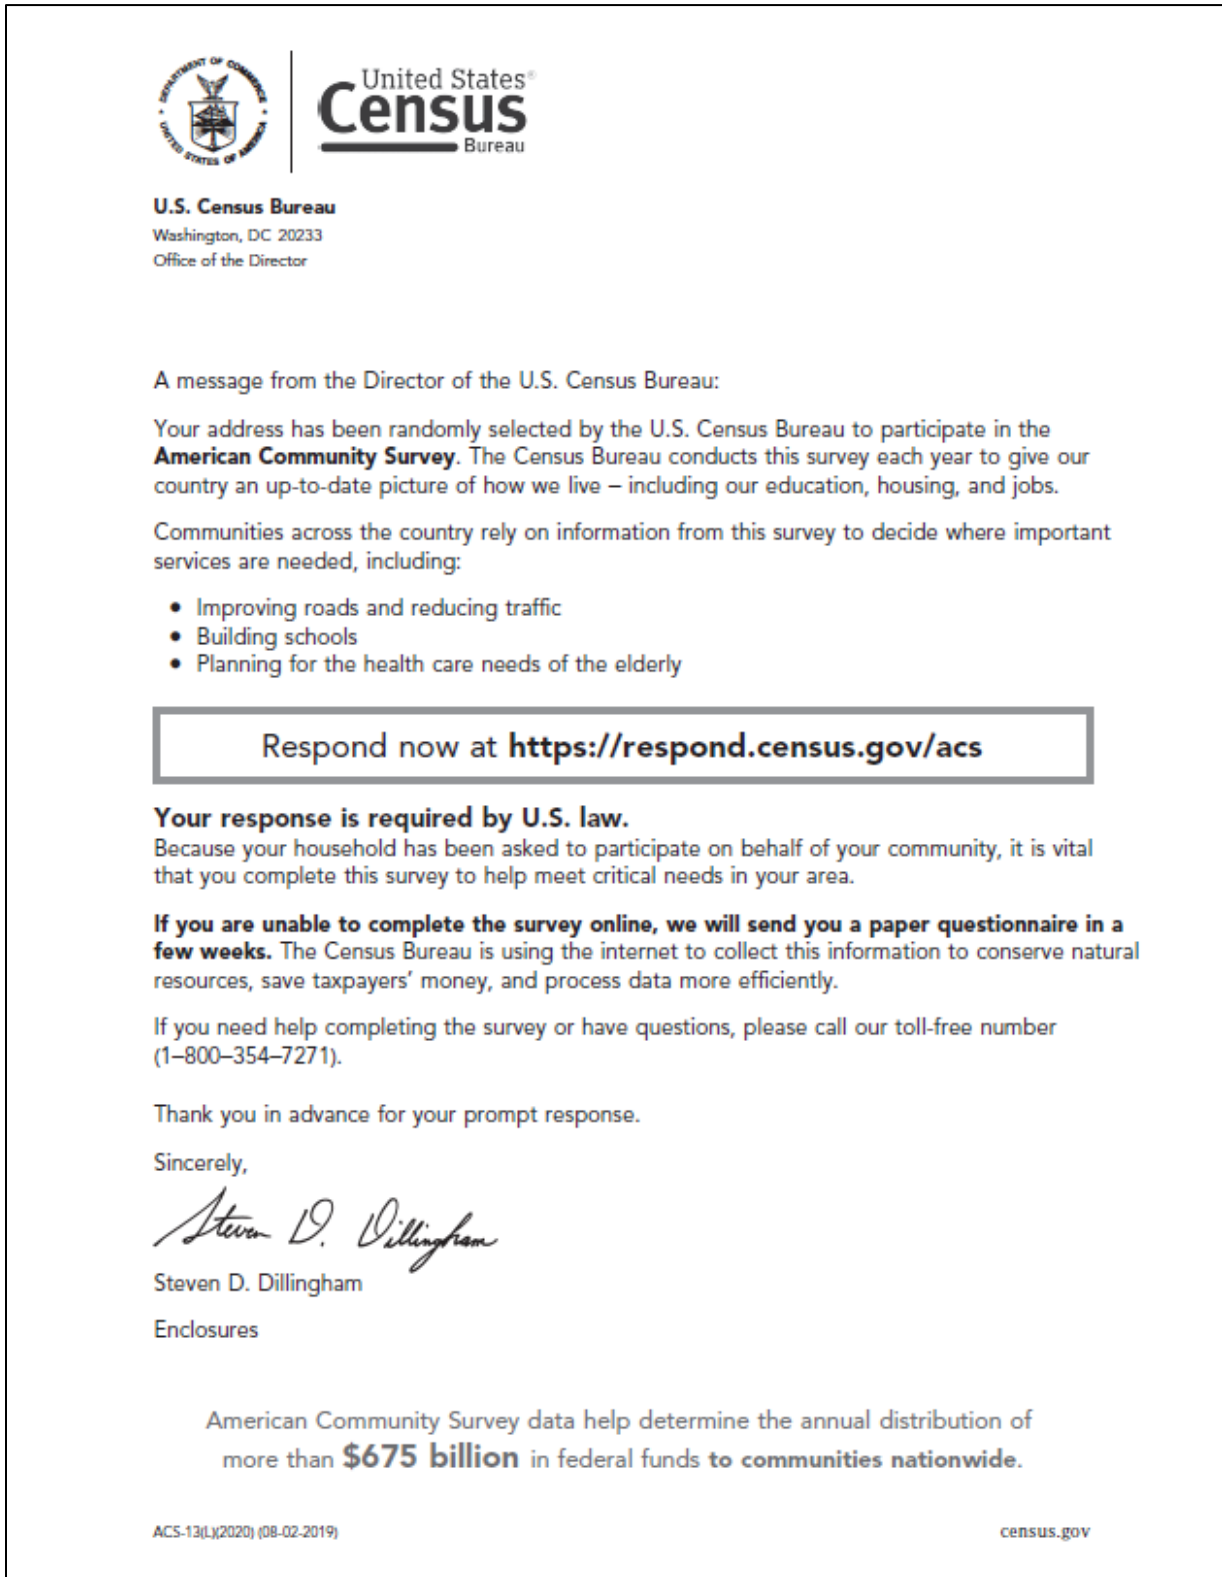 DEPARTMENT OF COMMERCE
UNITED STATES OF AMERICA
United States®
Census
Bureau
U.S. Census Bureau
Washington, DC 20233
Office of the Director
A message from the Director of the U.S. Census Bureau:
Your address has been randomly selected by the U.S. Census Bureau to participate in the
American Community Survey. The Census Bureau conducts this survey each year to give our
country an up-to-date picture of how we live – including our education, housing, and jobs.
Communities across the country rely on information from this survey to decide where important
services are needed, including:
• Improving roads and reducing traffic
• Building schools
• Planning for the health care needs of the elderly
Respond now at https://respond.census.gov/acs
Your response is required by U.S. law.
Because your household has been asked to participate on behalf of your community, it is vital
that you complete this survey to help meet critical needs in your area.
If you are unable to complete the survey online, we will send you a paper questionnaire in a
few weeks. The Census Bureau is using the internet to collect this information to conserve natural
resources, save taxpayers’ money, and process data more efficiently.
If you need help completing the survey or have questions, please call our toll-free number
(1–800–354–7271).
Thank you in advance for your prompt response.
Sincerely,
Steven D. Dillingham
Steven D. Dillingham
Enclosures
American Community Survey data help determine the annual distribution of
more than $675 billion in federal funds to communities nationwide.
ACS-13(L)(2020) (08-02-2019)
census.gov